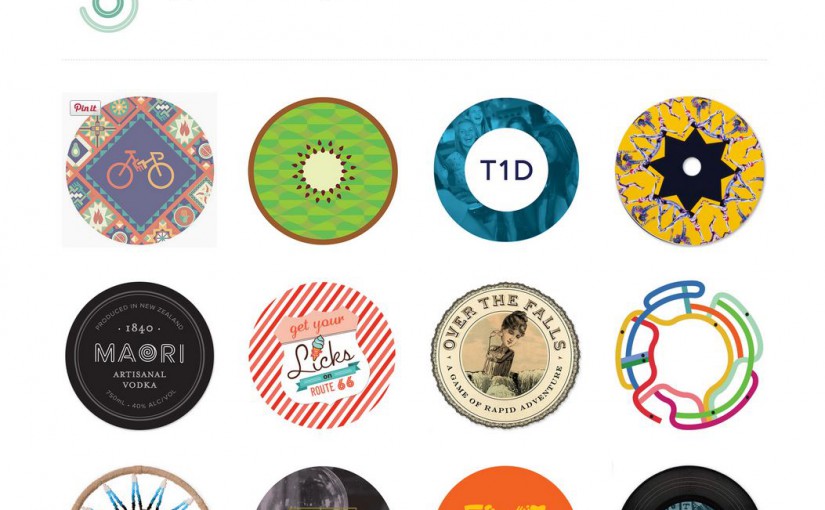 Pin it
T1D
PRODUCED IN NEW ZEALAND
· 1840 ·
MAORI
ARTISANAL
VODKA
750mL - 40% ALC/VOL
get your
Licks
on
ROUTE 66
OVER THE FALLS
· A GAME OF RAPID ADVENTURE ·